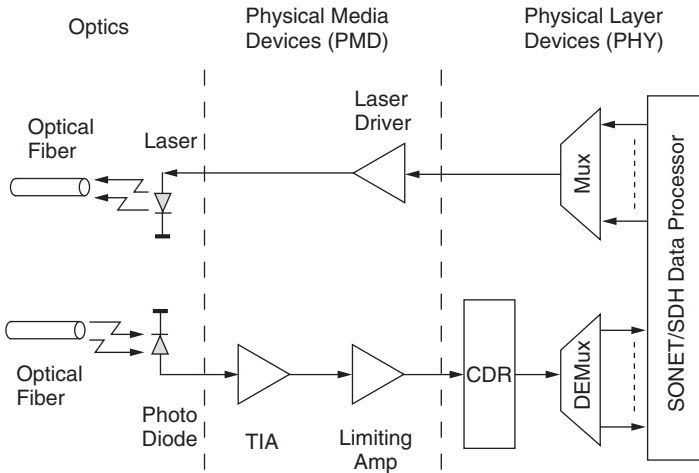 Optics
Physical Media
Devices (PMD)
Physical Layer
Devices (PHY)
Optical
Fiber
Laser
Laser
Driver
Mux
SONET/SDH Data Processor
Optical
Fiber
Photo
Diode
TIA
Limiting
Amp
CDR
DEMux